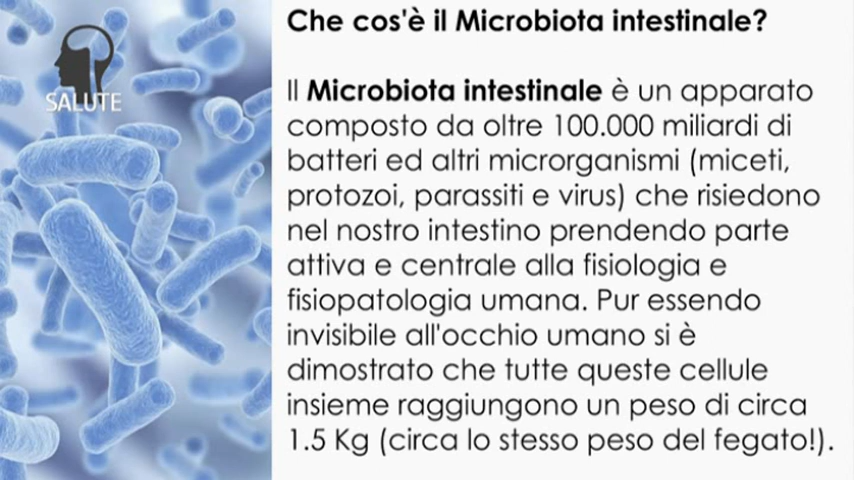 SALUTE
Che cos'è il Microbiota intestinale?
Il Microbiota intestinale è un apparato
composto da oltre 100.000 miliardi di
batteri ed altri microrganismi (miceti,
protozoi, parassiti e virus) che risiedono
nel nostro intestino prendendo parte
attiva e centrale alla fisiologia e
fisiopatologia umana. Pur essendo
invisibile all'occhio umano si è
dimostrato che tutte queste cellule
insieme raggiungono un peso di circa
1.5 Kg (circa lo stesso peso del fegato!).